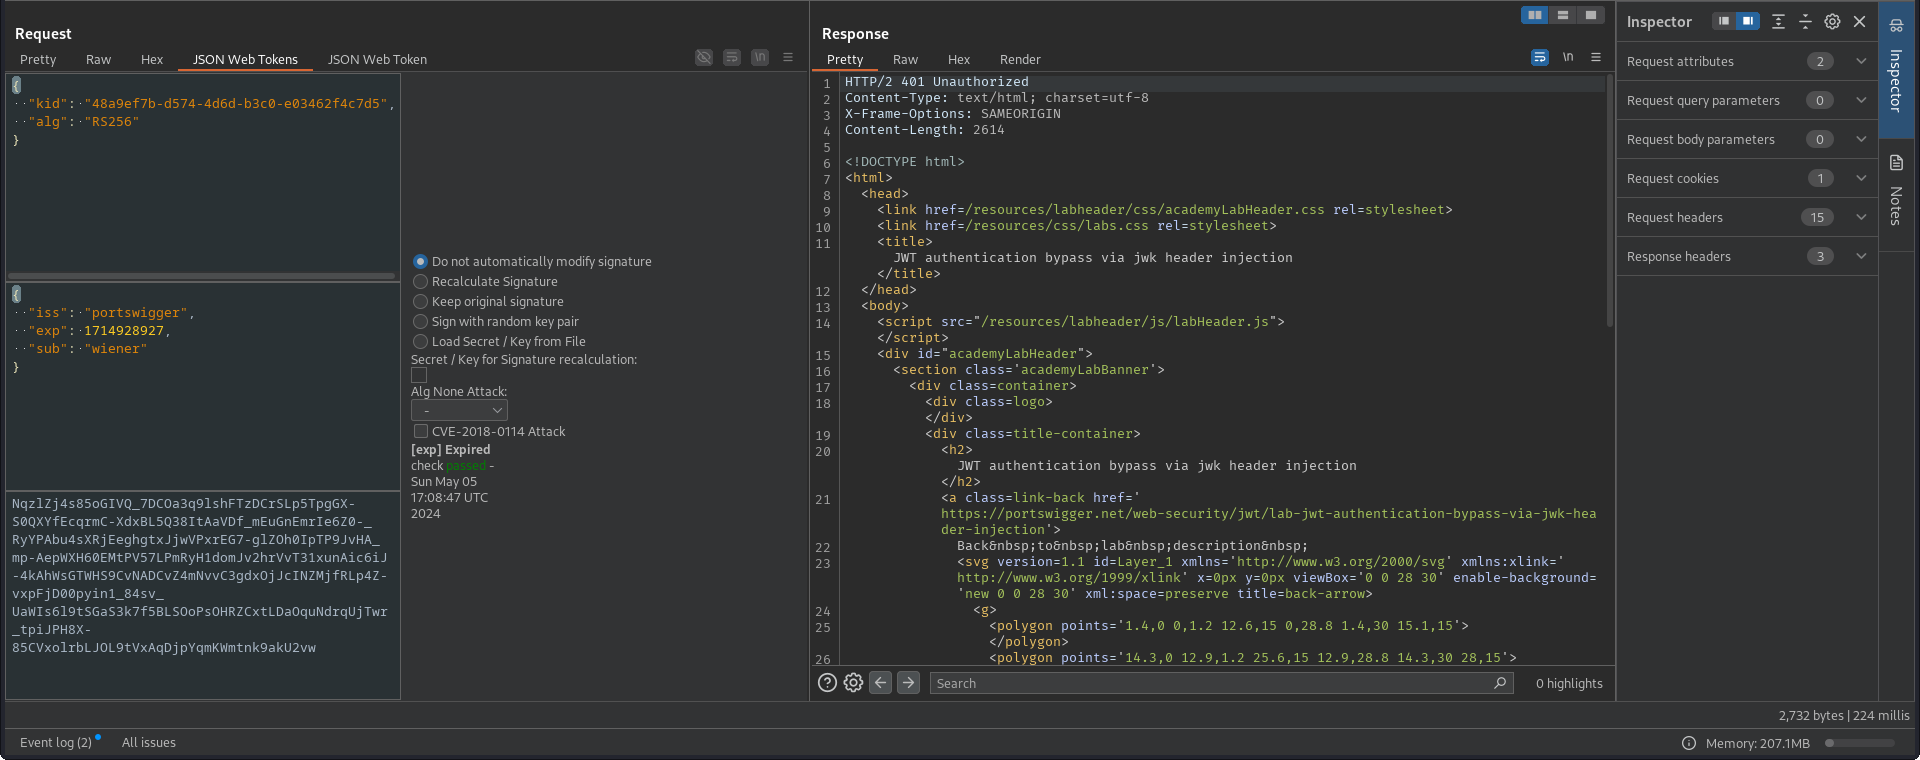 Request
Pretty Raw Hex JSON Web Tokens JSON Web Token
\n
{
"kid": "48a9ef7b-d574-4d6d-b3c0-e03462f4c7d5",
"alg": "RS256"
}
{
"iss": "portswigger",
"exp": 1714928927,
"sub": "wiener"
}
NqzlZj4s85oGIVQ_7DCOa3q9lshFTzDCrSLp5TpgGX-
S0QXYfEcqrmC-XdxBL5Q38ItAaVDf_mEuGnEmrIe6Z0-_
RyYPAbu4sXRjEeghgtxJjwVPxrEG7-glZOh0IpTP9JvHA_
mp-AepWXH60EMtPV57LPmRyH1domJv2hrVvT31xunAic6iJ
-4kAhWsGTWHS9CvNADCvZ4mNvvC3gdxOjJcINZMjfRLp4Z-
vxpFjD00pyin1_84sv_
UaWIs6l9tSGaS3k7f5BLSOoPsOHRZCxtLDaOquNdrqUjTwr
_tpiJPH8X-
85CVxolrbLJOL9tVxAqDjpYqmKWmtnk9akU2vw
Do not automatically modify signature
Recalculate Signature
Keep original signature
Sign with random key pair
Load Secret / Key from File
Secret / Key for Signature recalculation:
Alg None Attack:
-
CVE-2018-0114 Attack
[exp] Expired
check passed -
Sun May 05
17:08:47 UTC
2024
Response
Pretty Raw Hex Render
\n
1 HTTP/2 401 Unauthorized
2 Content-Type: text/html; charset=utf-8
3 X-Frame-Options: SAMEORIGIN
4 Content-Length: 2614
5
6 <!DOCTYPE html>
7 <html>
8 <head>
9 <link href=/resources/labheader/css/academyLabHeader.css rel=stylesheet>
10 <link href=/resources/css/labs.css rel=stylesheet>
11 <title>
JWT authentication bypass via jwk header injection
</title>
12 </head>
13 <body>
14 <script src="/resources/labheader/js/labHeader.js">
</script>
15 <div id="academyLabHeader">
16 <section class='academyLabBanner'>
17 <div class=container>
18 <div class=logo>
</div>
19 <div class=title-container>
20 <h2>
JWT authentication bypass via jwk header injection
</h2>
21 <a class=link-back href='
https://portswigger.net/web-security/jwt/lab-jwt-authentication-bypass-via-jwk-hea
der-injection'>
22 Back&nbsp;to&nbsp;lab&nbsp;description&nbsp;
23 <svg version=1.1 id=Layer_1 xmlns='http://www.w3.org/2000/svg' xmlns:xlink='
http://www.w3.org/1999/xlink' x=0px y=0px viewBox='0 0 28 30' enable-background=
'new 0 0 28 30' xml:space=preserve title=back-arrow>
24 <g>
25 <polygon points='1.4,0 0,1.2 12.6,15 0,28.8 1.4,30 15.1,15'>
</polygon>
26 <polygon points='14.3,0 12.9,1.2 25.6,15 12.9,28.8 14.3,30 28,15'>
Search
0 highlights
Inspector
Request attributes 2
Request query parameters 0
Request body parameters 0
Request cookies 1
Request headers 15
Response headers 3
Inspector
Notes
2,732 bytes | 224 millis
Event log (2) All issues
Memory: 207.1MB